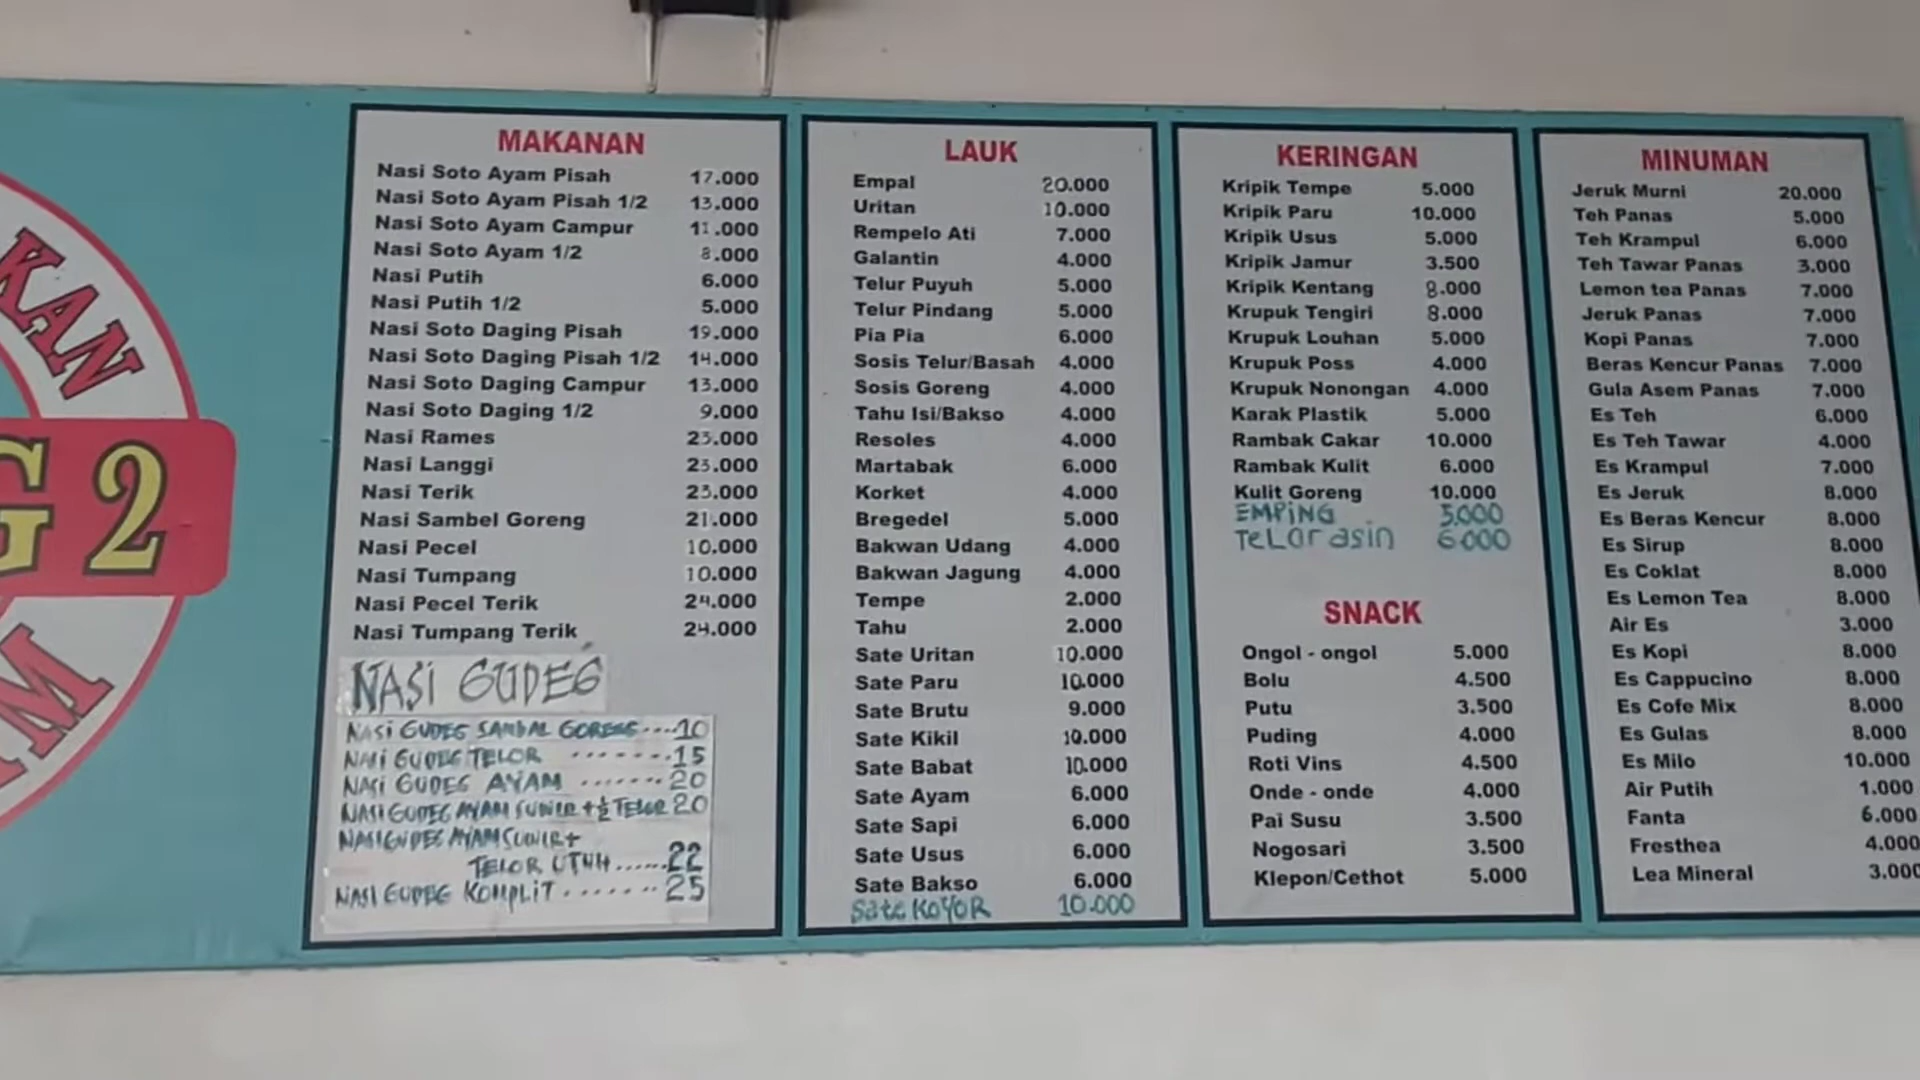 KAN
G 2
M
MAKANAN
Nasi Soto Ayam Pisah 17.000
Nasi Soto Ayam Pisah 1/2 13.000
Nasi Soto Ayam Campur 11.000
Nasi Soto Ayam 1/2 8.000
Nasi Putih 6.000
Nasi Putih 1/2 5.000
Nasi Soto Daging Pisah 19.000
Nasi Soto Daging Pisah 1/2 14.000
Nasi Soto Daging Campur 13.000
Nasi Soto Daging 1/2 9.000
Nasi Rames 23.000
Nasi Langgi 23.000
Nasi Terik 23.000
Nasi Sambel Goreng 21.000
Nasi Pecel 10.000
Nasi Tumpang 10.000
Nasi Pecel Terik 24.000
Nasi Tumpang Terik 24.000
NASI GUDEG
NASI GUDEG SAMBAL GORENG....10
NASI GUDEG TELOR .......15
NASI GUDEG AYAM .......20
NASI GUDEG AYAM SUWIR + 1/2 TELOR 20
NASI GUDEG AYAM SUWIR +
TELOR UTUH......22
NASI GUDEG KOMPLIT.......25
LAUK
Empal 20.000
Uritan 10.000
Rempelo Ati 7.000
Galantin 4.000
Telur Puyuh 5.000
Telur Pindang 5.000
Pia Pia 6.000
Sosis Telur/Basah 4.000
Sosis Goreng 4.000
Tahu Isi/Bakso 4.000
Resoles 4.000
Martabak 6.000
Korket 4.000
Bregedel 5.000
Bakwan Udang 4.000
Bakwan Jagung 4.000
Tempe 2.000
Tahu 2.000
Sate Uritan 10.000
Sate Paru 10.000
Sate Brutu 9.000
Sate Kikil 10.000
Sate Babat 10.000
Sate Ayam 6.000
Sate Sapi 6.000
Sate Usus 6.000
Sate Bakso 6.000
Sate KOYOR 10.000
KERINGAN
Kripik Tempe 5.000
Kripik Paru 10.000
Kripik Usus 5.000
Kripik Jamur 3.500
Kripik Kentang 8.000
Krupuk Tengiri 8.000
Krupuk Louhan 5.000
Krupuk Poss 4.000
Krupuk Nonongan 4.000
Karak Plastik 5.000
Rambak Cakar 10.000
Rambak Kulit 6.000
Kulit Goreng 10.000
EMPING 5.000
TeLor asin 6.000
SNACK
Ongol - ongol 5.000
Bolu 4.500
Putu 3.500
Puding 4.000
Roti Vins 4.500
Onde - onde 4.000
Pai Susu 3.500
Nogosari 3.500
Klepon/Cethot 5.000
MINUMAN
Jeruk Murni 20.000
Teh Panas 5.000
Teh Krampul 6.000
Teh Tawar Panas 3.000
Lemon tea Panas 7.000
Jeruk Panas 7.000
Kopi Panas 7.000
Beras Kencur Panas 7.000
Gula Asem Panas 7.000
Es Teh 6.000
Es Teh Tawar 4.000
Es Krampul 7.000
Es Jeruk 8.000
Es Beras Kencur 8.000
Es Sirup 8.000
Es Coklat 8.000
Es Lemon Tea 8.000
Air Es 3.000
Es Kopi 8.000
Es Cappucino 8.000
Es Cofe Mix 8.000
Es Gulas 8.000
Es Milo 10.000
Air Putih 1.000
Fanta 6.000
Fresthea 4.000
Lea Mineral 3.000